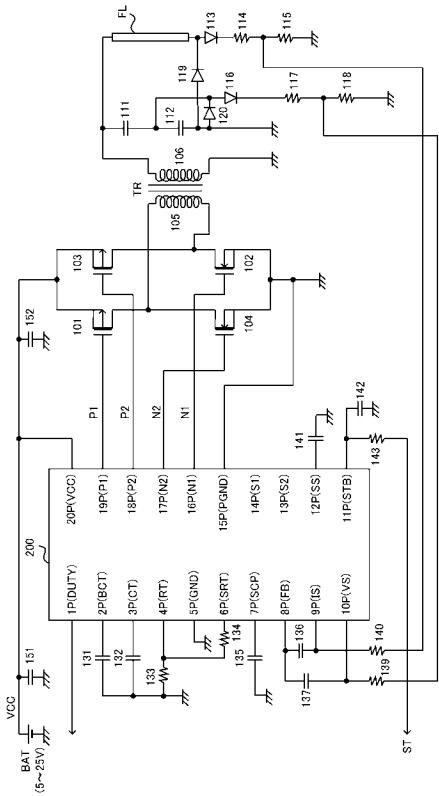 FL
113
114
115
119
116
117
118
111
112
120
TR
106
105
103
102
101
104
152
P1
P2
N2
N1
141
142
143
200
20P(VCC)
19P(P1)
18P(P2)
17P(N2)
16P(N1)
15P(PGND)
14P(S1)
13P(S2)
12P(SS)
11P(STB)
1P(DUTY)
2P(BCT)
3P(CT)
4P(RT)
5P(GND)
6P(SRT)
7P(SCP)
8P(FB)
9P(IS)
10P(VS)
151
131
132
133
134
135
136
137
140
139
VCC
BAT
(5～25V)
ST